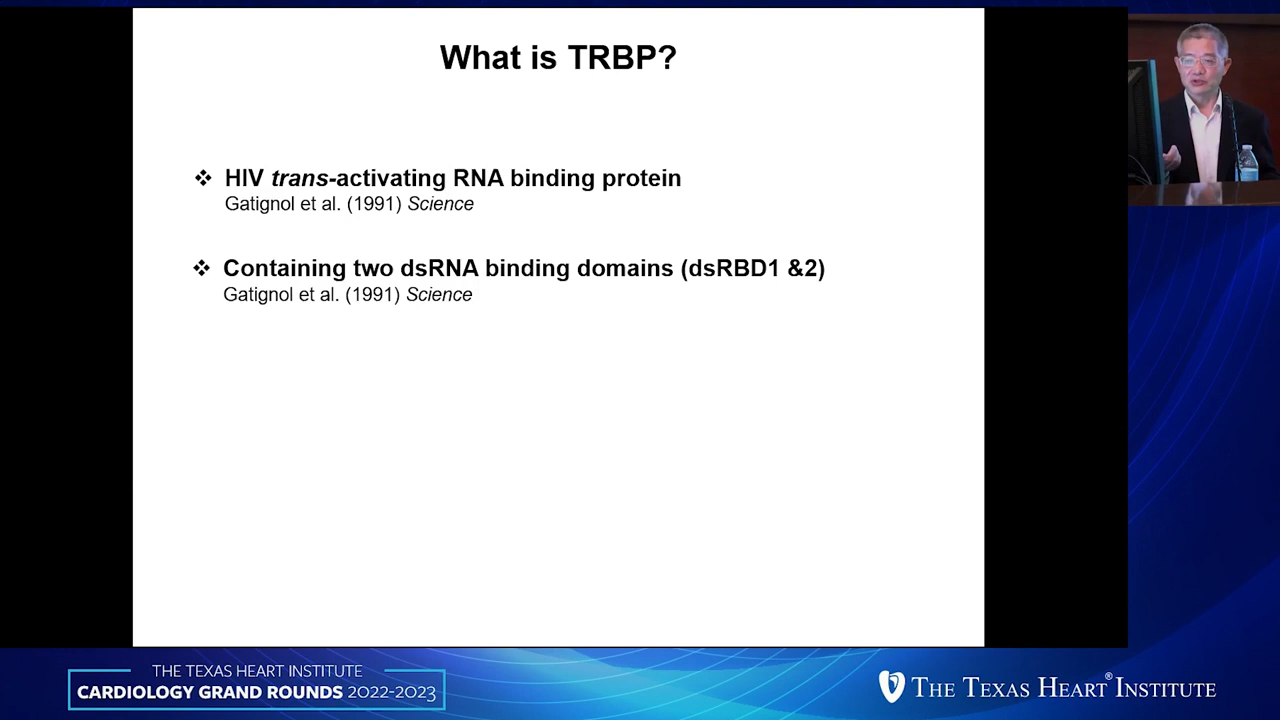 What is TRBP?
❖ HIV trans-activating RNA binding protein
Gatignol et al. (1991) Science
❖ Containing two dsRNA binding domains (dsRBD1 &2)
Gatignol et al. (1991) Science
THE TEXAS HEART INSTITUTE
CARDIOLOGY GRAND ROUNDS 2022-2023
THE TEXAS HEART® INSTITUTE